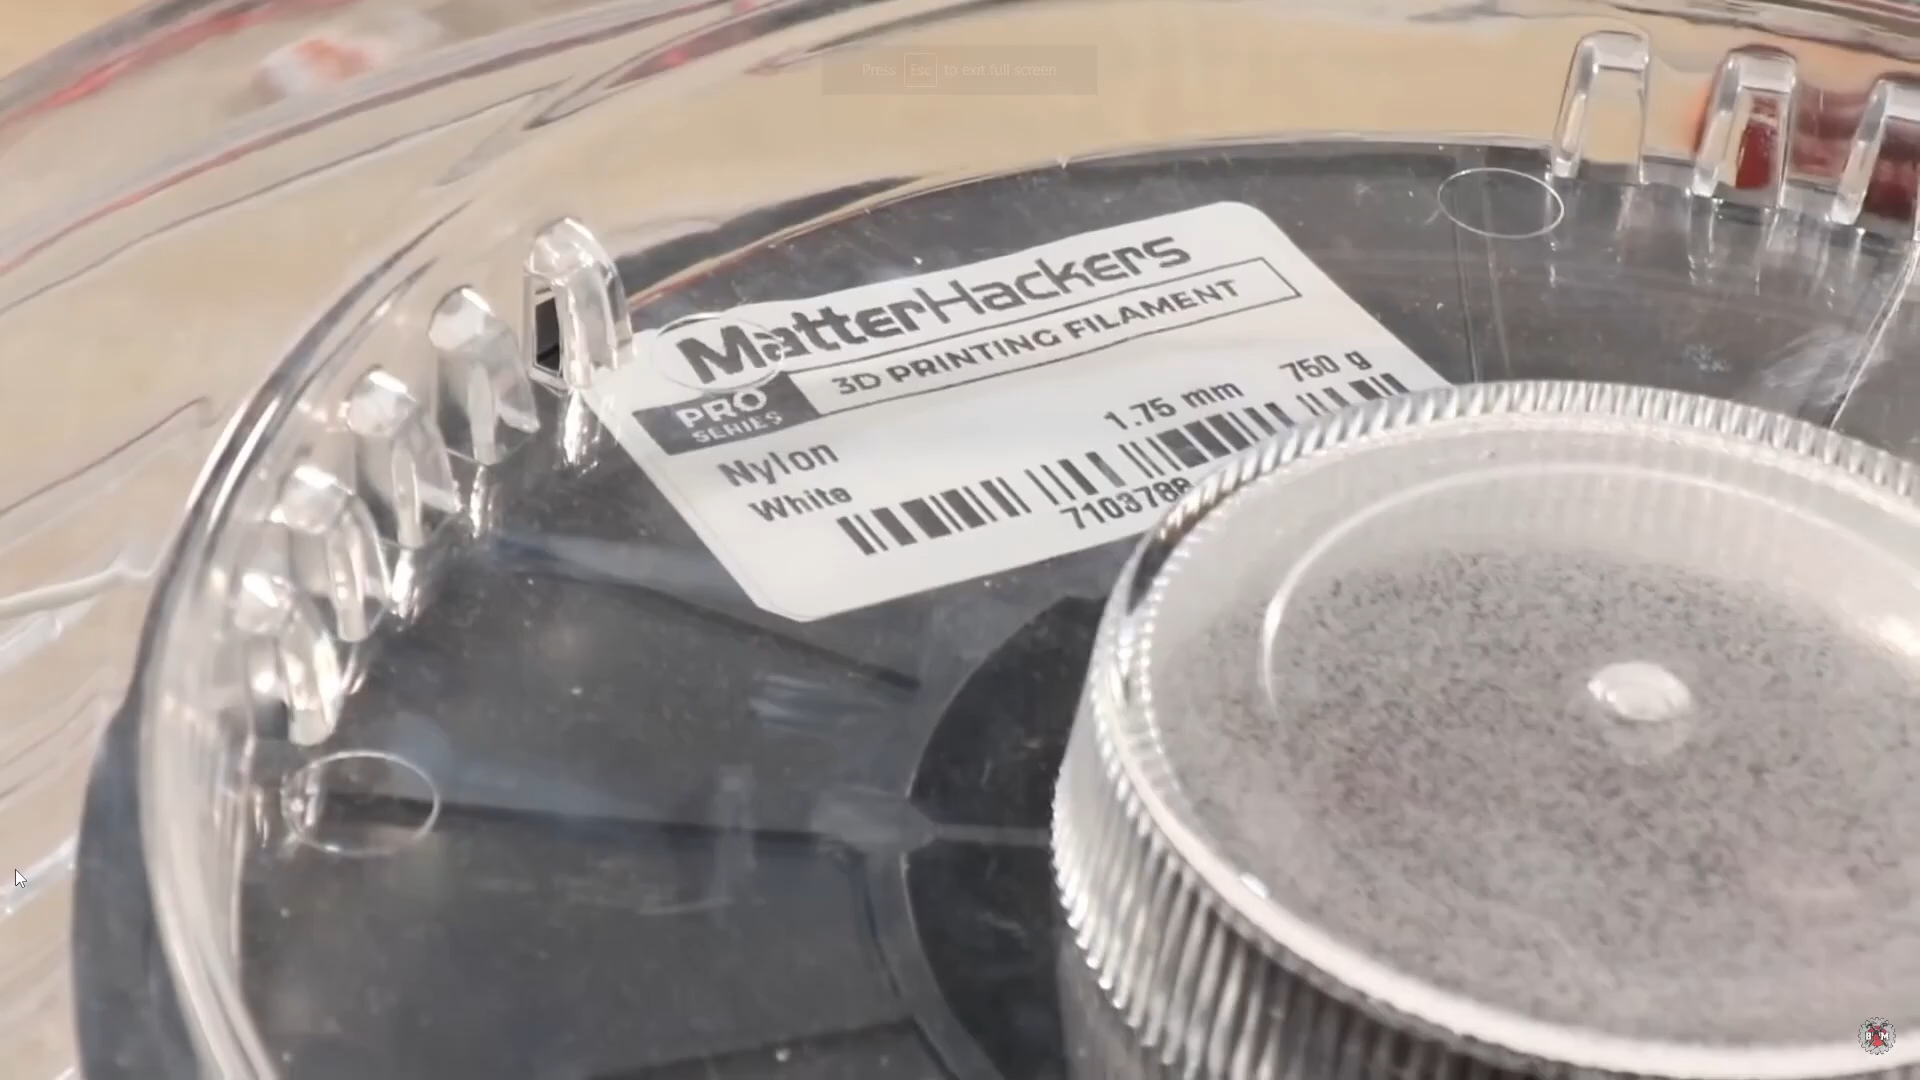 Press Esc to exit full screen
MatterHackers
3D PRINTING FILAMENT
PRO
SERIES
1.75 mm 750 g
Nylon
White
7103788
B M